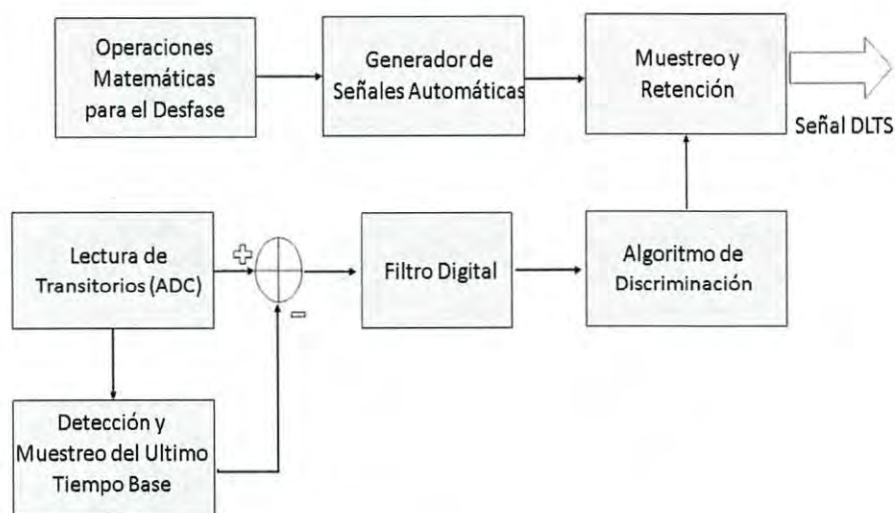 Operaciones
Matemáticas
para el Desfase
Generador de
Señales Automáticas
Muestreo y
Retención
Señal DLTS
Lectura de
Transitorios (ADC)
+
Filtro Digital
Algoritmo de
Discriminación
−
Detección y
Muestreo del Ultimo
Tiempo Base